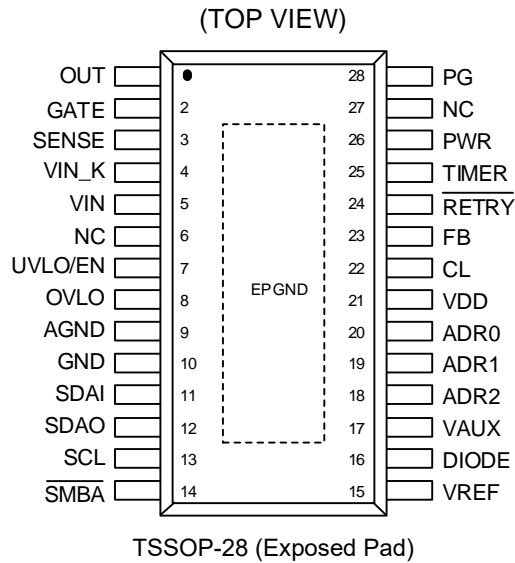 (TOP VIEW)
OUT 28 PG
GATE 2 27 NC
SENSE 3 26 PWR
VIN_K 4 25 TIMER
VIN 5 24 RETRY
NC 6 23 FB
UVLO/EN 7 22 CL
OVLO 8 EPGND 21 VDD
AGND 9 20 ADR0
GND 10 19 ADR1
SDAI 11 18 ADR2
SDAO 12 17 VAUX
SCL 13 16 DIODE
SMBA 14 15 VREF
TSSOP-28 (Exposed Pad)